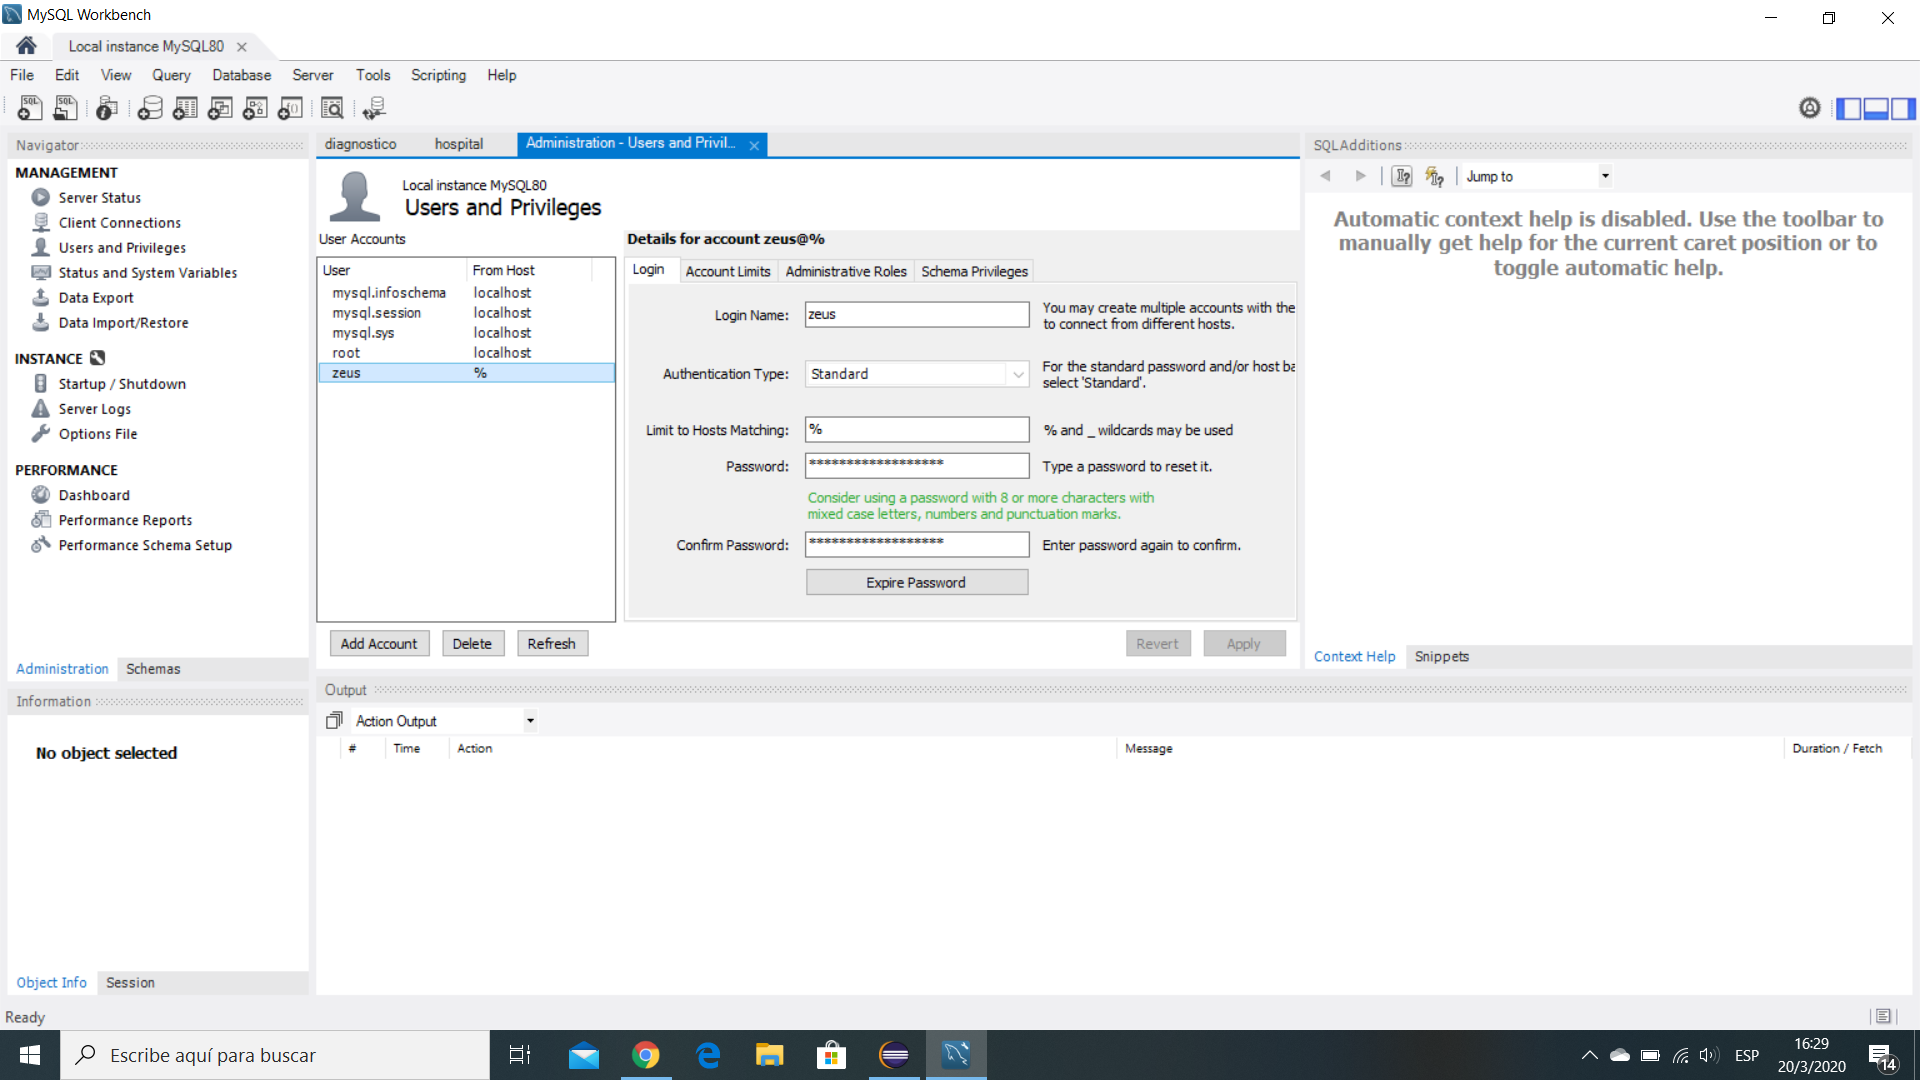 MySQL Workbench
Local instance MySQL80
File Edit View Query Database Server Tools Scripting Help
Navigator
MANAGEMENT
Server Status
Client Connections
Users and Privileges
Status and System Variables
Data Export
Data Import/Restore
INSTANCE
Startup / Shutdown
Server Logs
Options File
PERFORMANCE
Dashboard
Performance Reports
Performance Schema Setup
Administration Schemas
Information
No object selected
Object Info Session
diagnostico hospital Administration - Users and Privil...
Local instance MySQL80
Users and Privileges
User Accounts
User From Host
mysql.infoschema localhost
mysql.session localhost
mysql.sys localhost
root localhost
zeus %
Add Account Delete Refresh
Details for account zeus@%
Login Account Limits Administrative Roles Schema Privileges
Login Name: zeus You may create multiple accounts with the
to connect from different hosts.
Authentication Type: Standard For the standard password and/or host ba
select 'Standard'.
Limit to Hosts Matching: % % and _ wildcards may be used
Password: ****************** Type a password to reset it.
Consider using a password with 8 or more characters with
mixed case letters, numbers and punctuation marks.
Confirm Password: ****************** Enter password again to confirm.
Expire Password
Revert Apply
SQLAdditions
Jump to
Automatic context help is disabled. Use the toolbar to
manually get help for the current caret position or to
toggle automatic help.
Context Help Snippets
Output
Action Output
# Time Action Message Duration / Fetch
Ready
Escribe aquí para buscar
ESP
16:29
20/3/2020
14